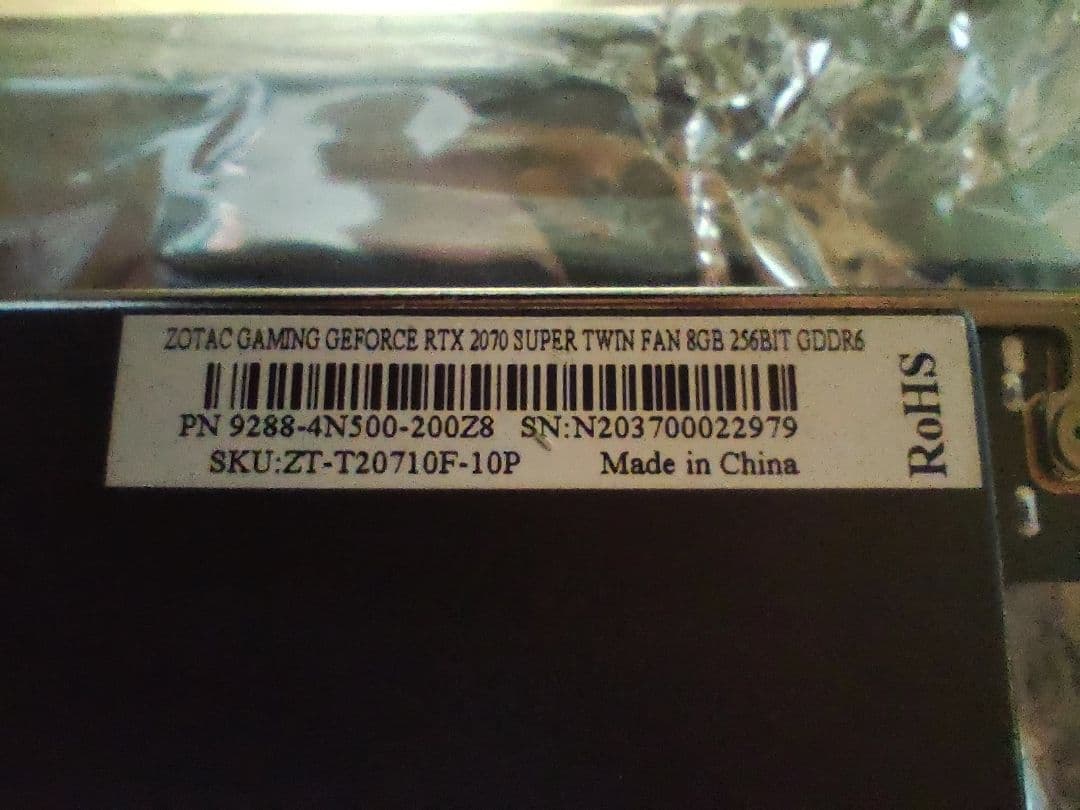 ZOTAC GAMING GEFORCE RTX 2070 SUPER TWIN FAN 8GB 256BIT GDDR6
PN 9288-4N500-200Z8 SN:N203700022979
SKU:ZT-T20710F-10P Made in China
RoHS